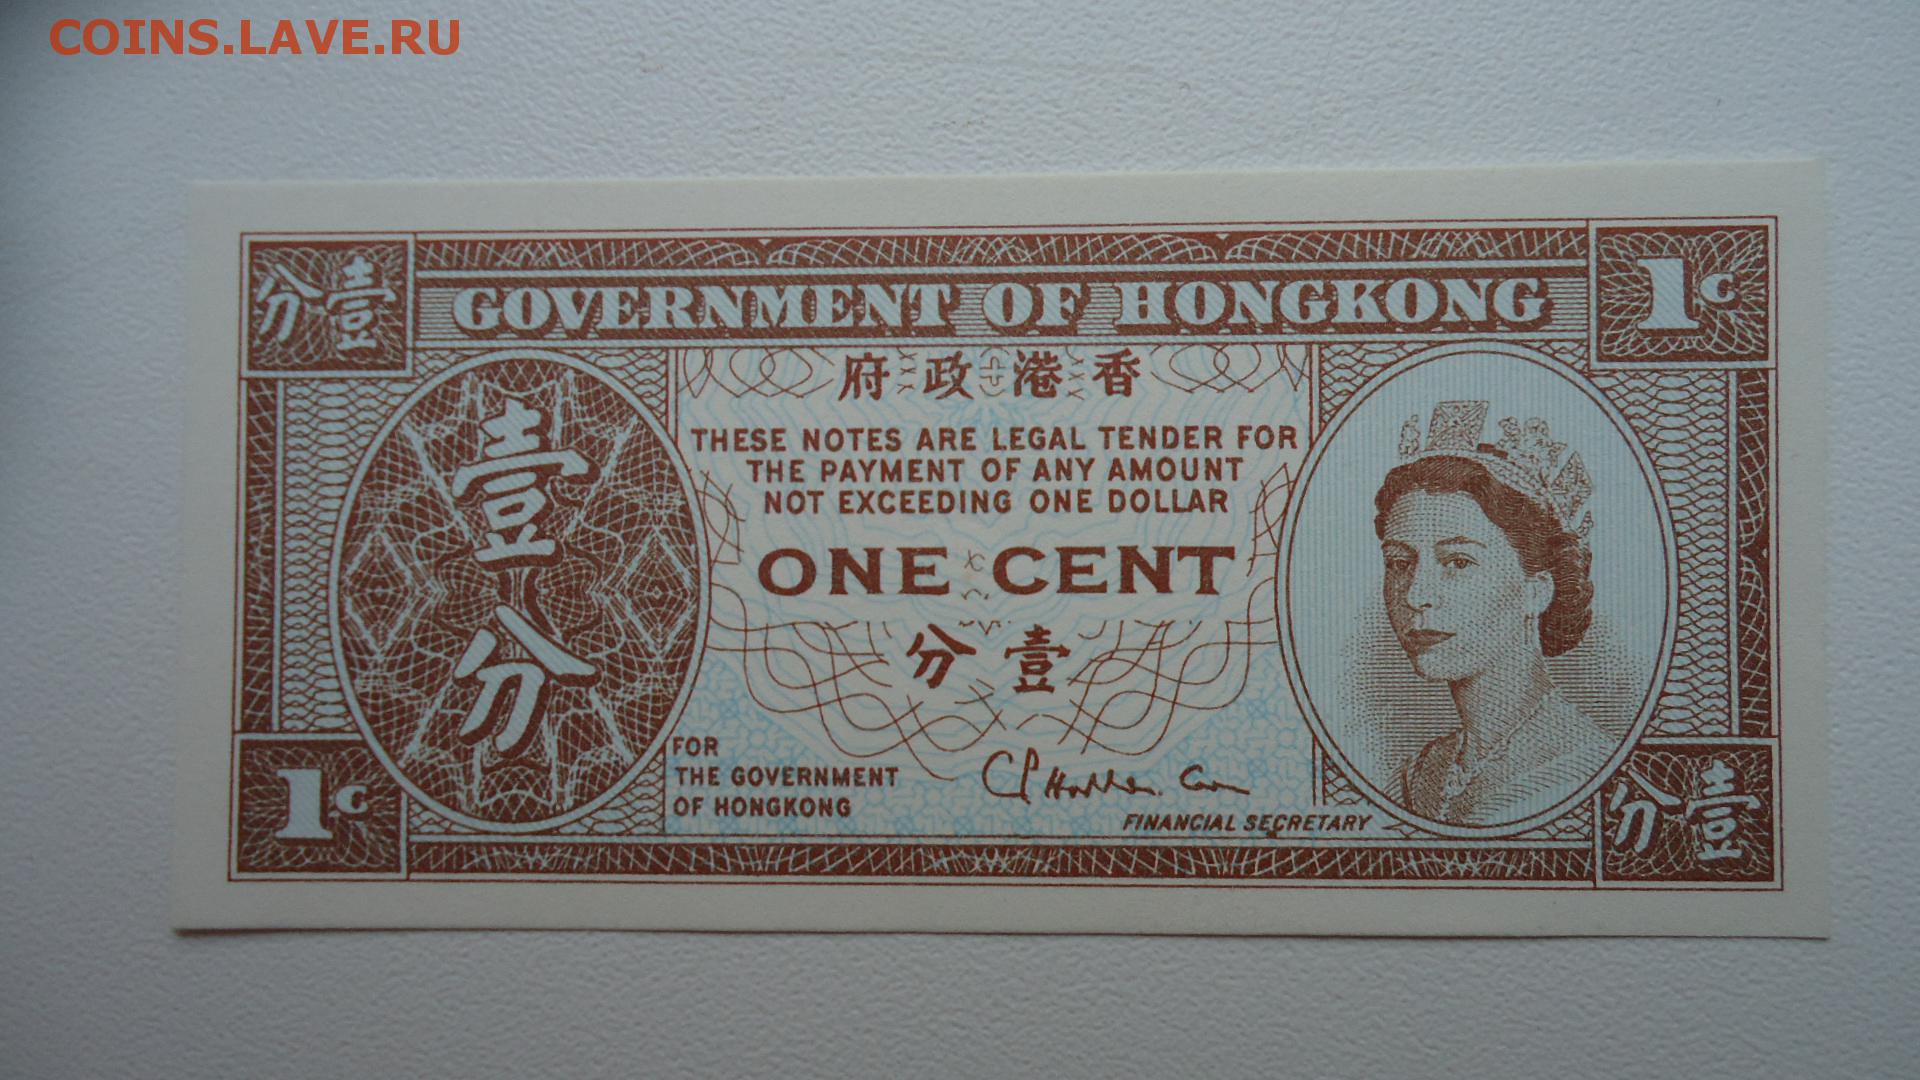 COINS.LAVE.RU
壹分
GOVERNMENT OF HONGKONG
1C
香港政府
THESE NOTES ARE LEGAL TENDER FOR
THE PAYMENT OF ANY AMOUNT
NOT EXCEEDING ONE DOLLAR
壹分
ONE CENT
壹分
FOR
THE GOVERNMENT
OF HONGKONG
FINANCIAL SECRETARY
1C
壹分